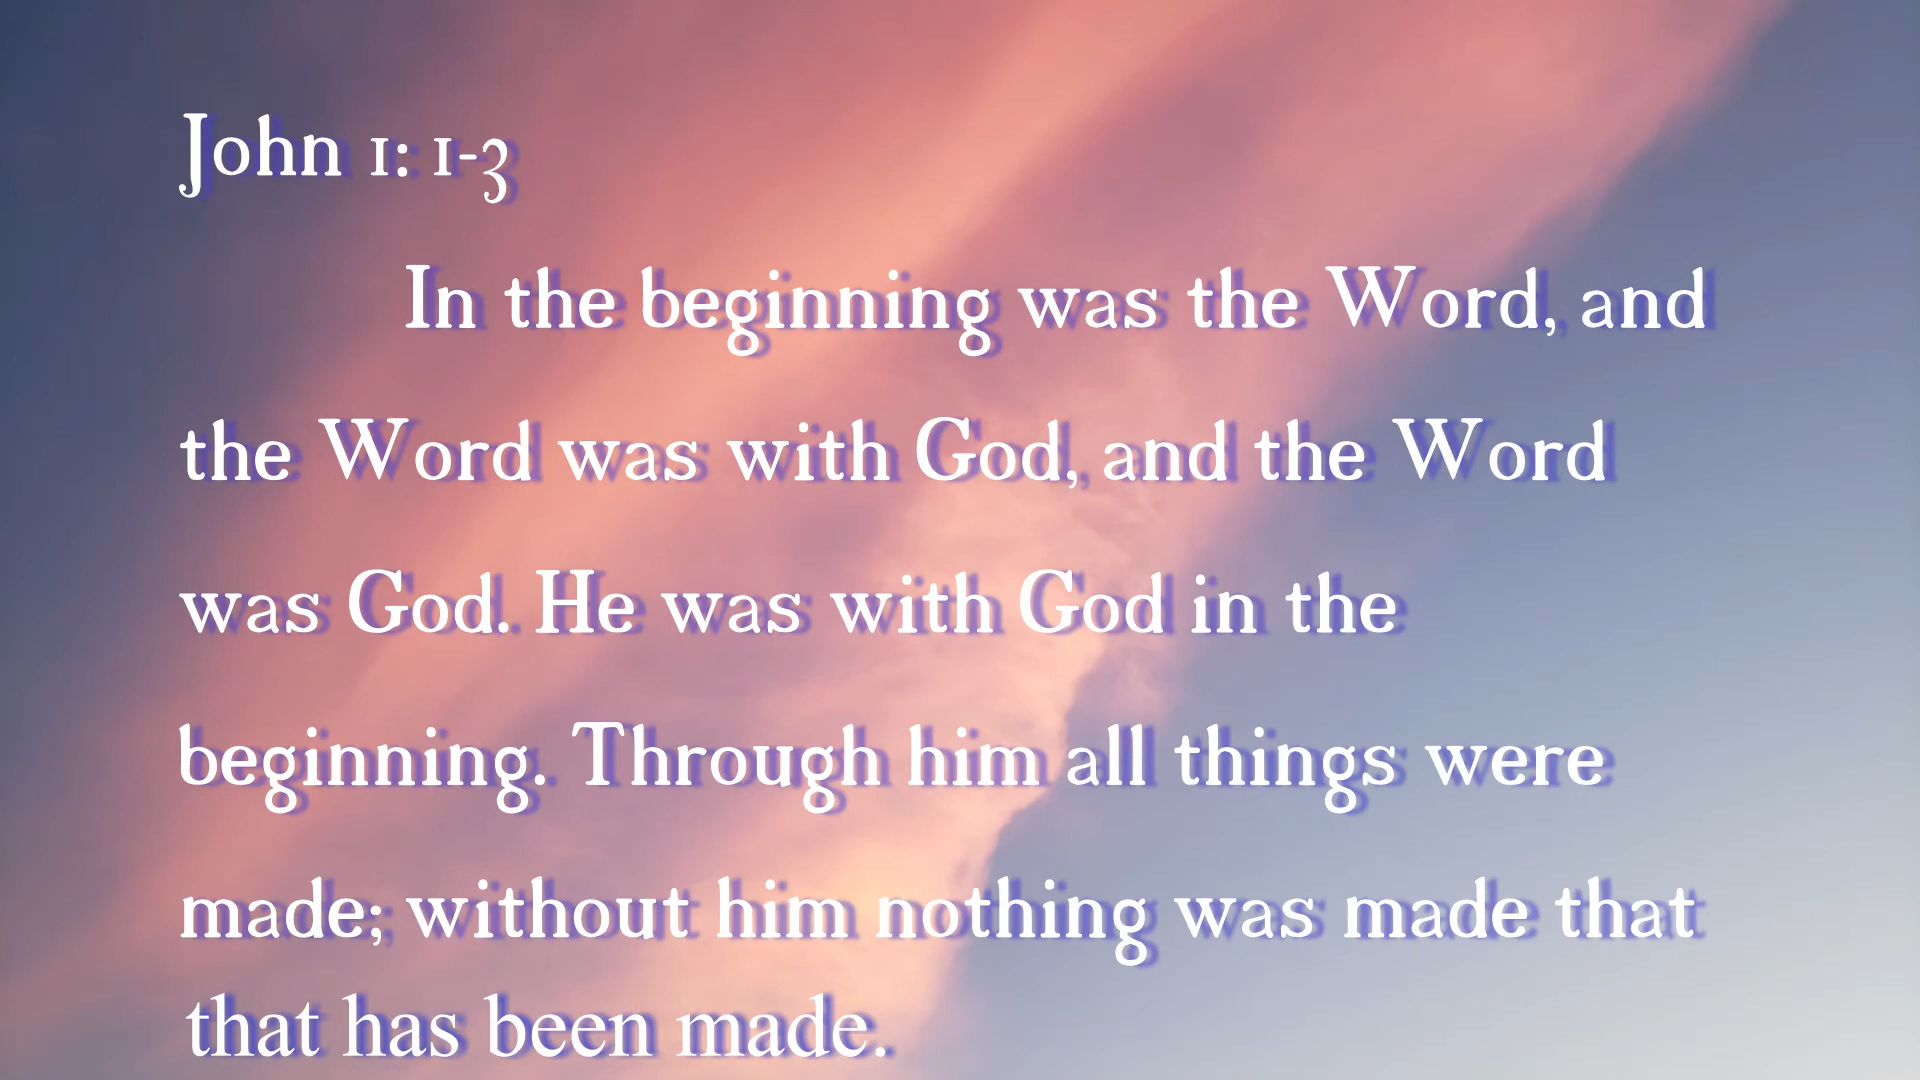 John 1: 1-3
In the beginning was the Word, and
the Word was with God, and the Word
was God. He was with God in the
beginning. Through him all things were
made; without him nothing was made that
that has been made.